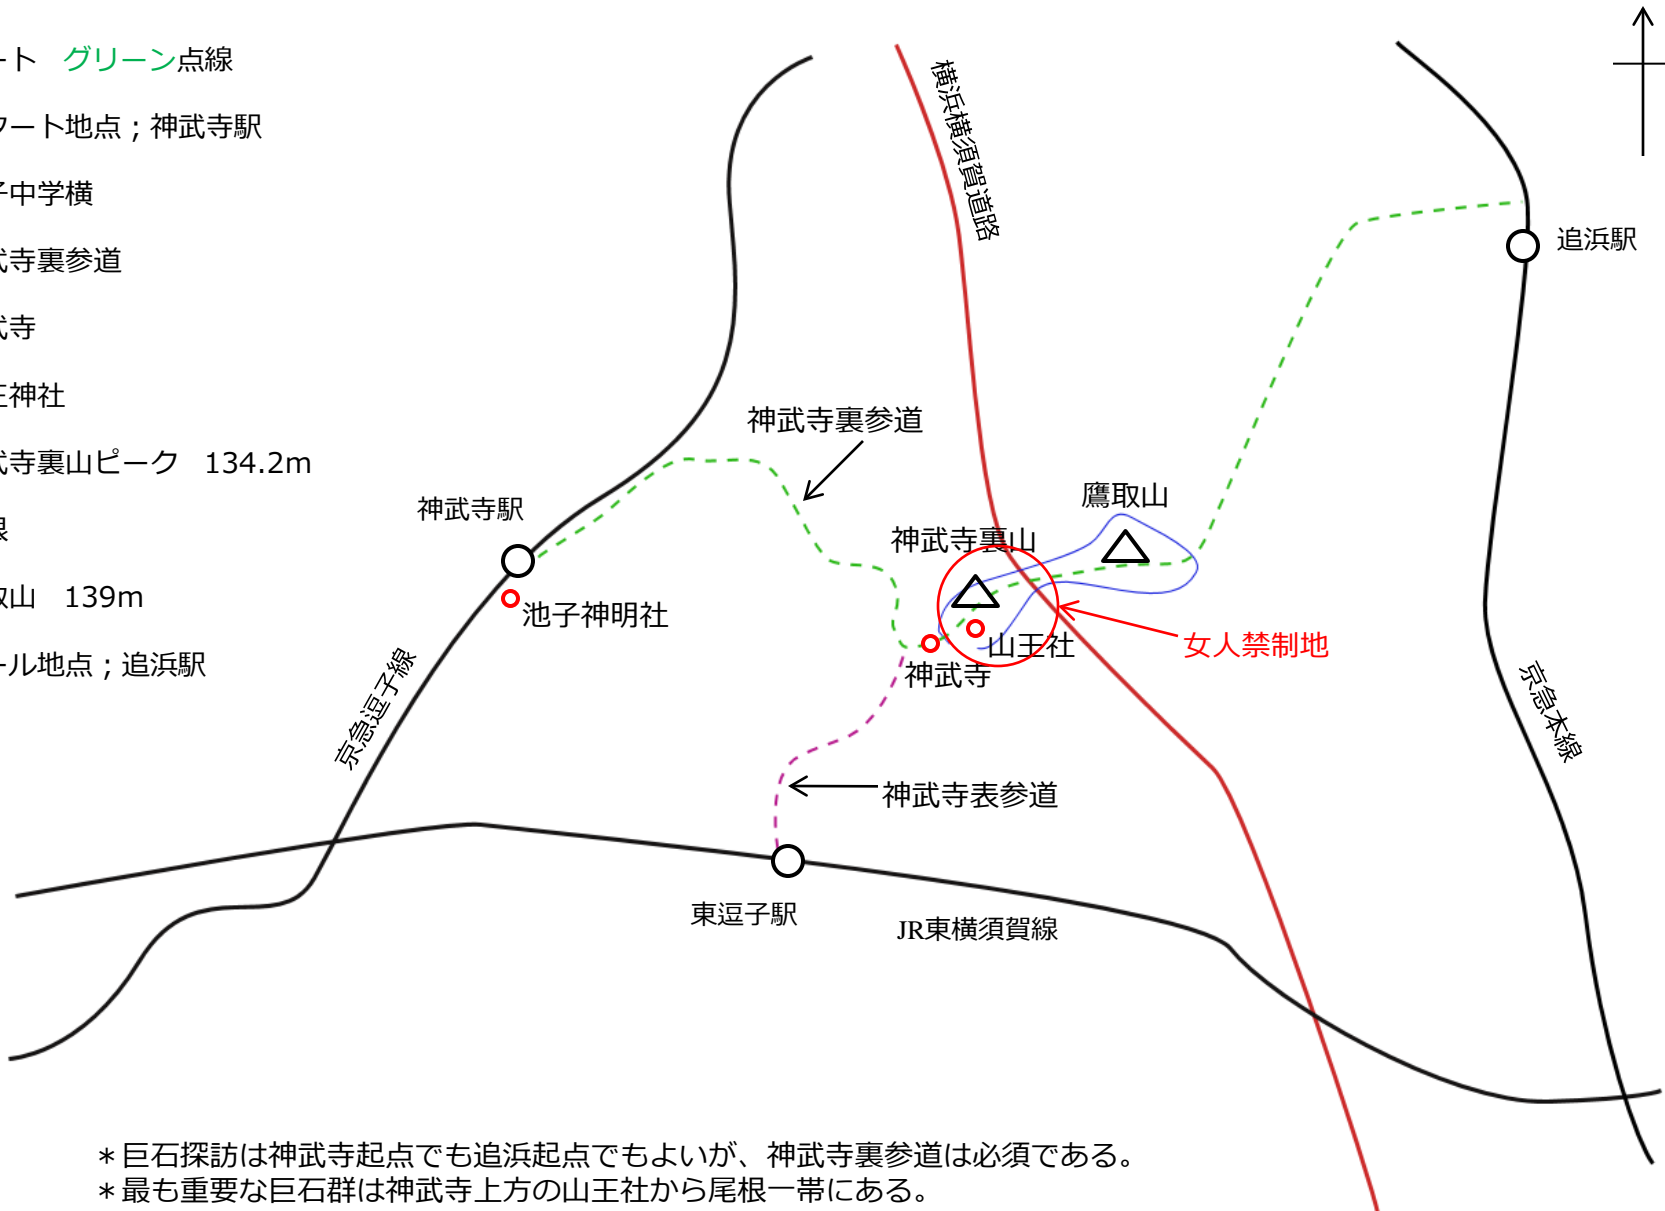 ート グリーン点線
タート地点；神武寺駅
子中学横
武寺裏参道
武寺
王神社
武寺裏山ピーク 134.2m
根
取山 139m
ール地点；追浜駅
横浜横須賀道路
追浜駅
神武寺裏参道
鷹取山
神武寺駅
神武寺裏山
池子神明社
山王社
女人禁制地
神武寺
京急逗子線
京急本線
神武寺表参道
東逗子駅
JR東横須賀線
＊巨石探訪は神武寺起点でも追浜起点でもよいが、神武寺裏参道は必須である。
＊最も重要な巨石群は神武寺上方の山王社から尾根一帯にある。